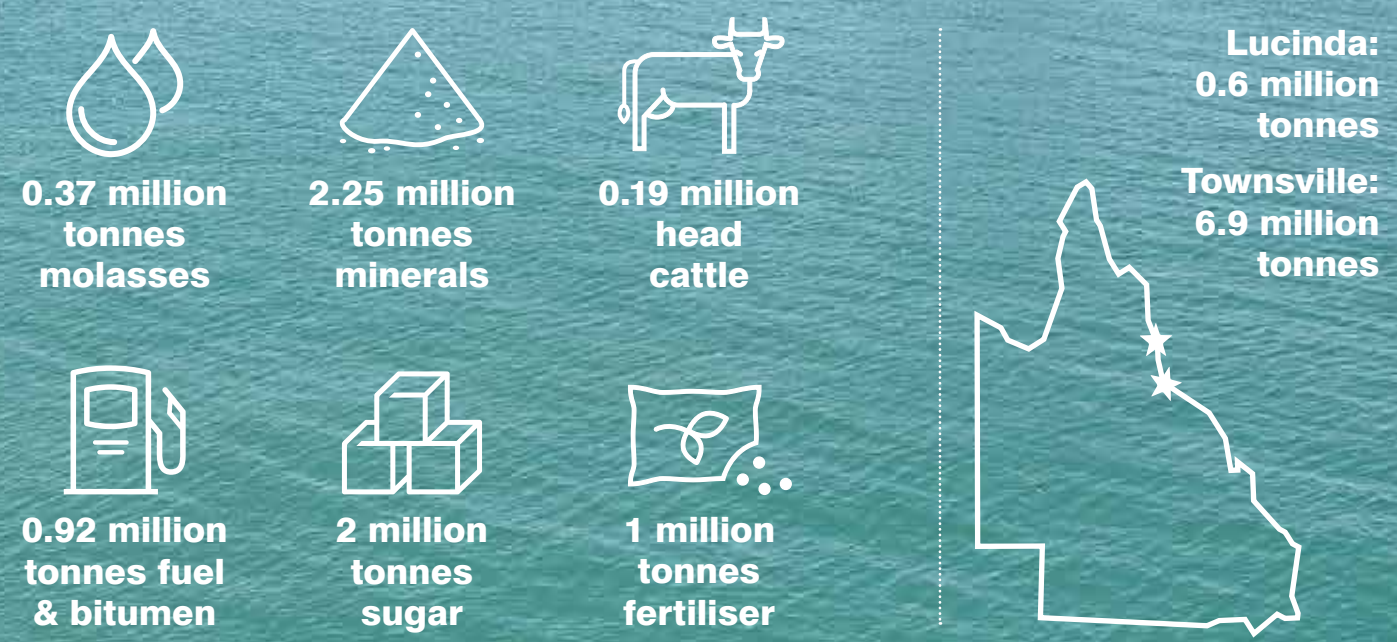 0.37 million
tonnes
molasses
2.25 million
tonnes
minerals
0.19 million
head
cattle
0.92 million
tonnes fuel
& bitumen
2 million
tonnes
sugar
1 million
tonnes
fertiliser
Lucinda:
0.6 million
tonnes
Townsville:
6.9 million
tonnes